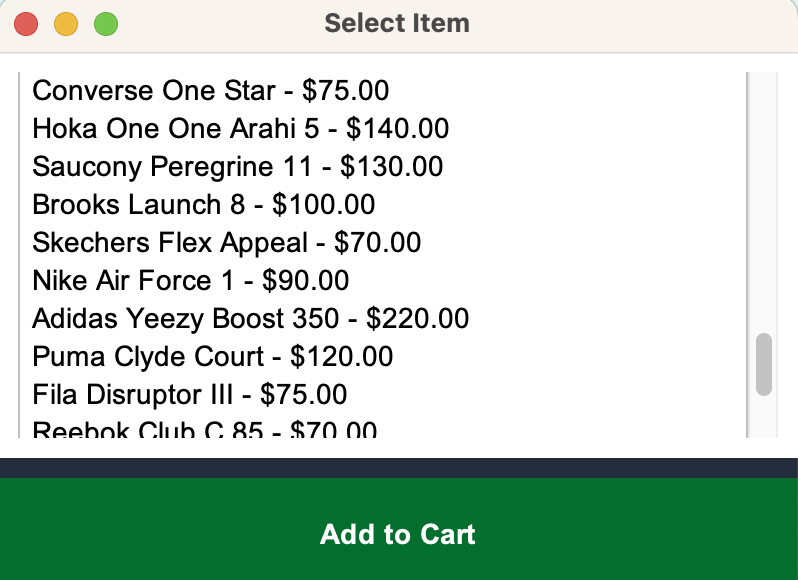 Select Item
Converse One Star - $75.00
Hoka One One Arahi 5 - $140.00
Saucony Peregrine 11 - $130.00
Brooks Launch 8 - $100.00
Skechers Flex Appeal - $70.00
Nike Air Force 1 - $90.00
Adidas Yeezy Boost 350 - $220.00
Puma Clyde Court - $120.00
Fila Disruptor III - $75.00
Reebok Club C 85 - $70.00
Add to Cart